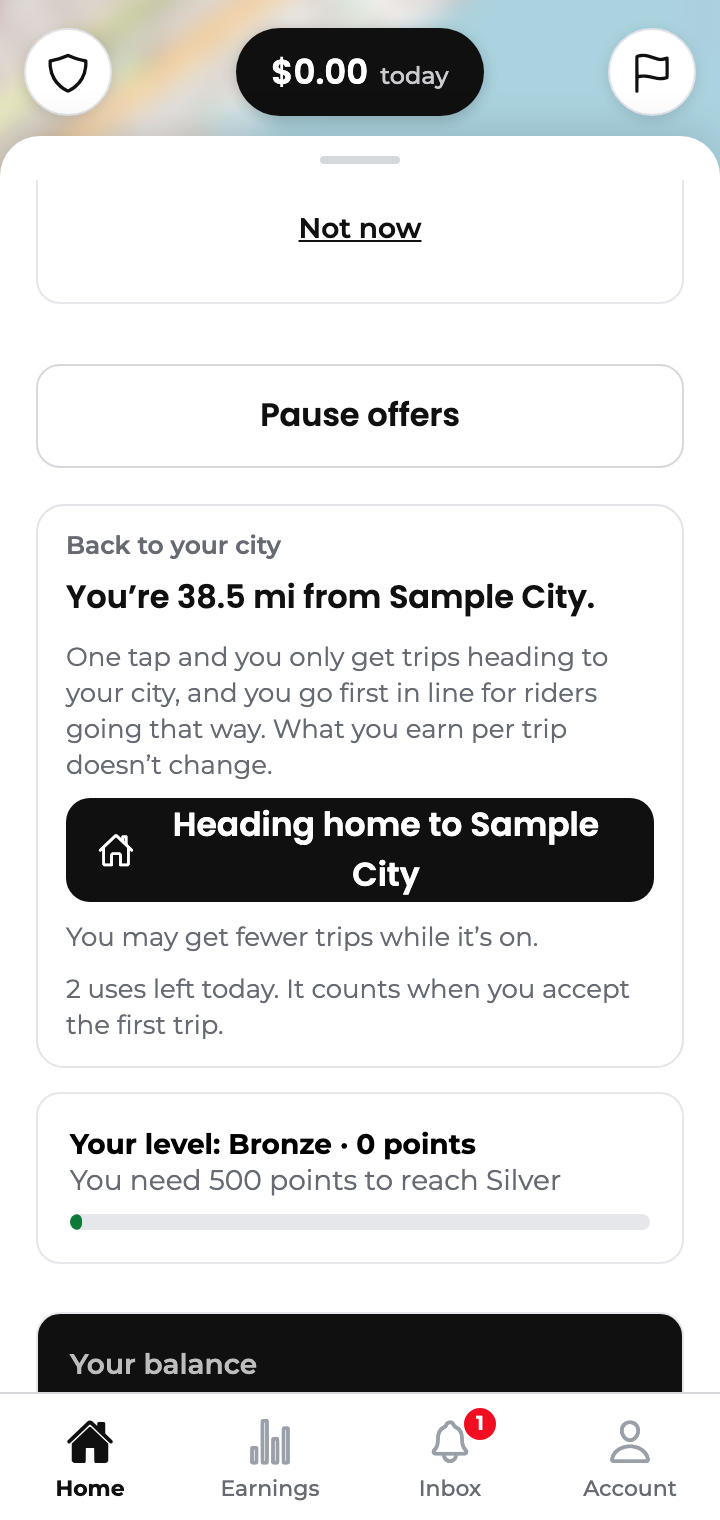 $0.00 today
Not now
Pause offers
Back to your city
You’re 38.5 mi from Sample City.
One tap and you only get trips heading to
your city, and you go first in line for riders
going that way. What you earn per trip
doesn’t change.
Heading home to Sample
City
You may get fewer trips while it’s on.
2 uses left today. It counts when you accept
the first trip.
Your level: Bronze · 0 points
You need 500 points to reach Silver
Your balance
1
Home Earnings Inbox Account